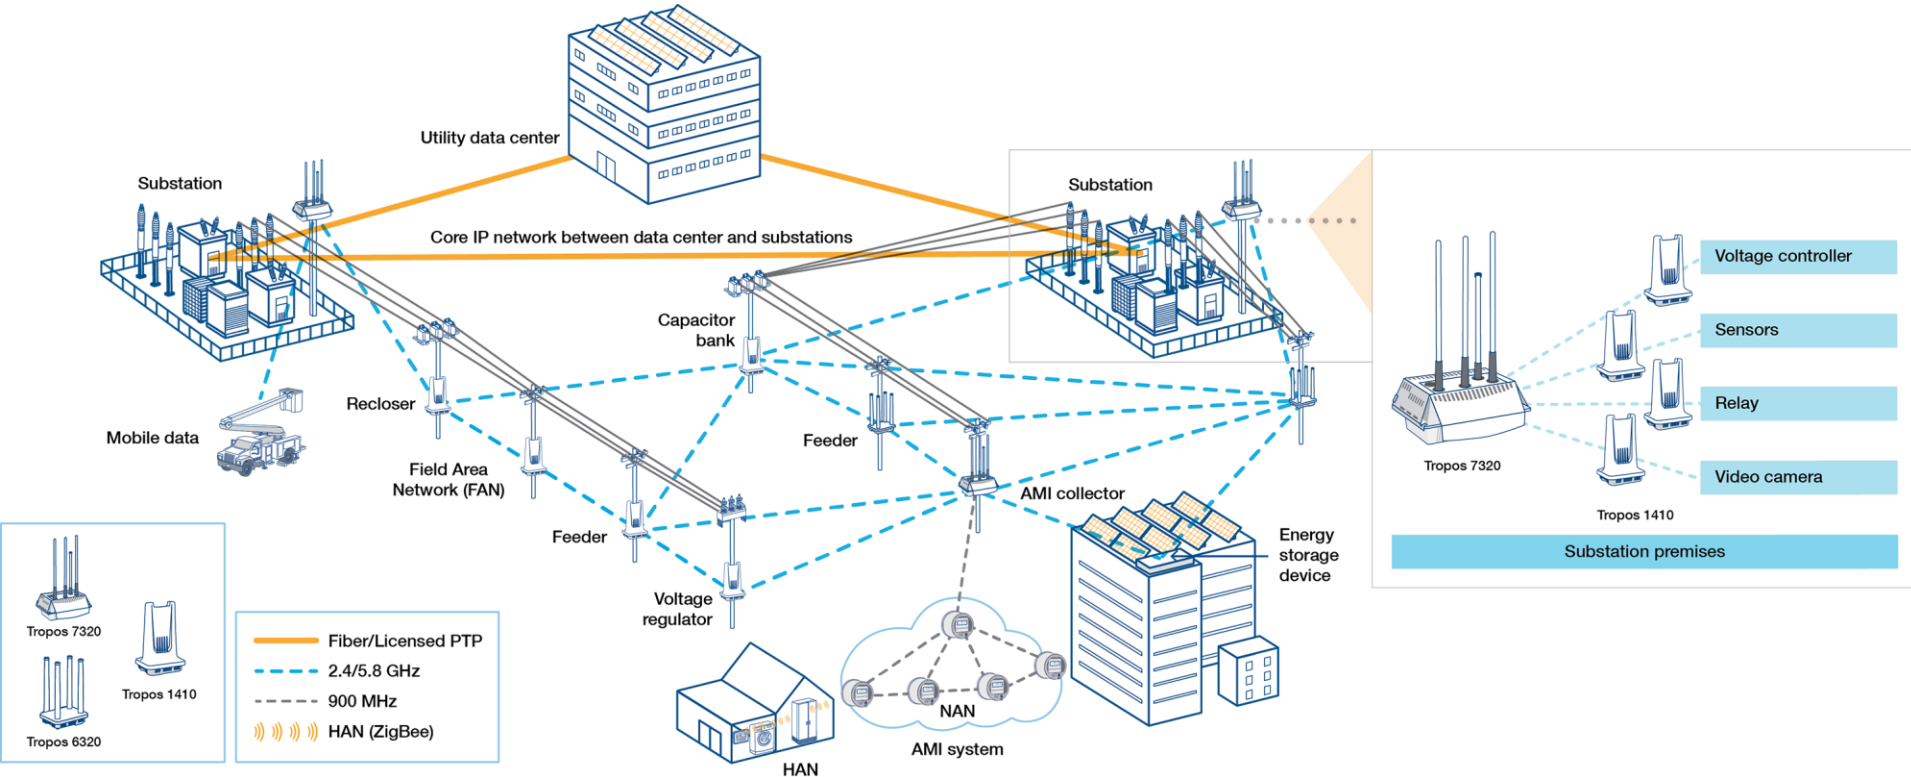 Utility data center
Substation
Substation
Core IP network between data center and substations
Voltage controller
Sensors
Relay
Video camera
Tropos 7320
Tropos 1410
Substation premises
Capacitor
bank
Recloser
Mobile data
Feeder
Field Area
Network (FAN)
AMI collector
Feeder
Energy
storage
device
Voltage
regulator
Tropos 7320
Tropos 1410
Tropos 6320
Fiber/Licensed PTP
2.4/5.8 GHz
900 MHz
HAN (ZigBee)
NAN
AMI system
HAN